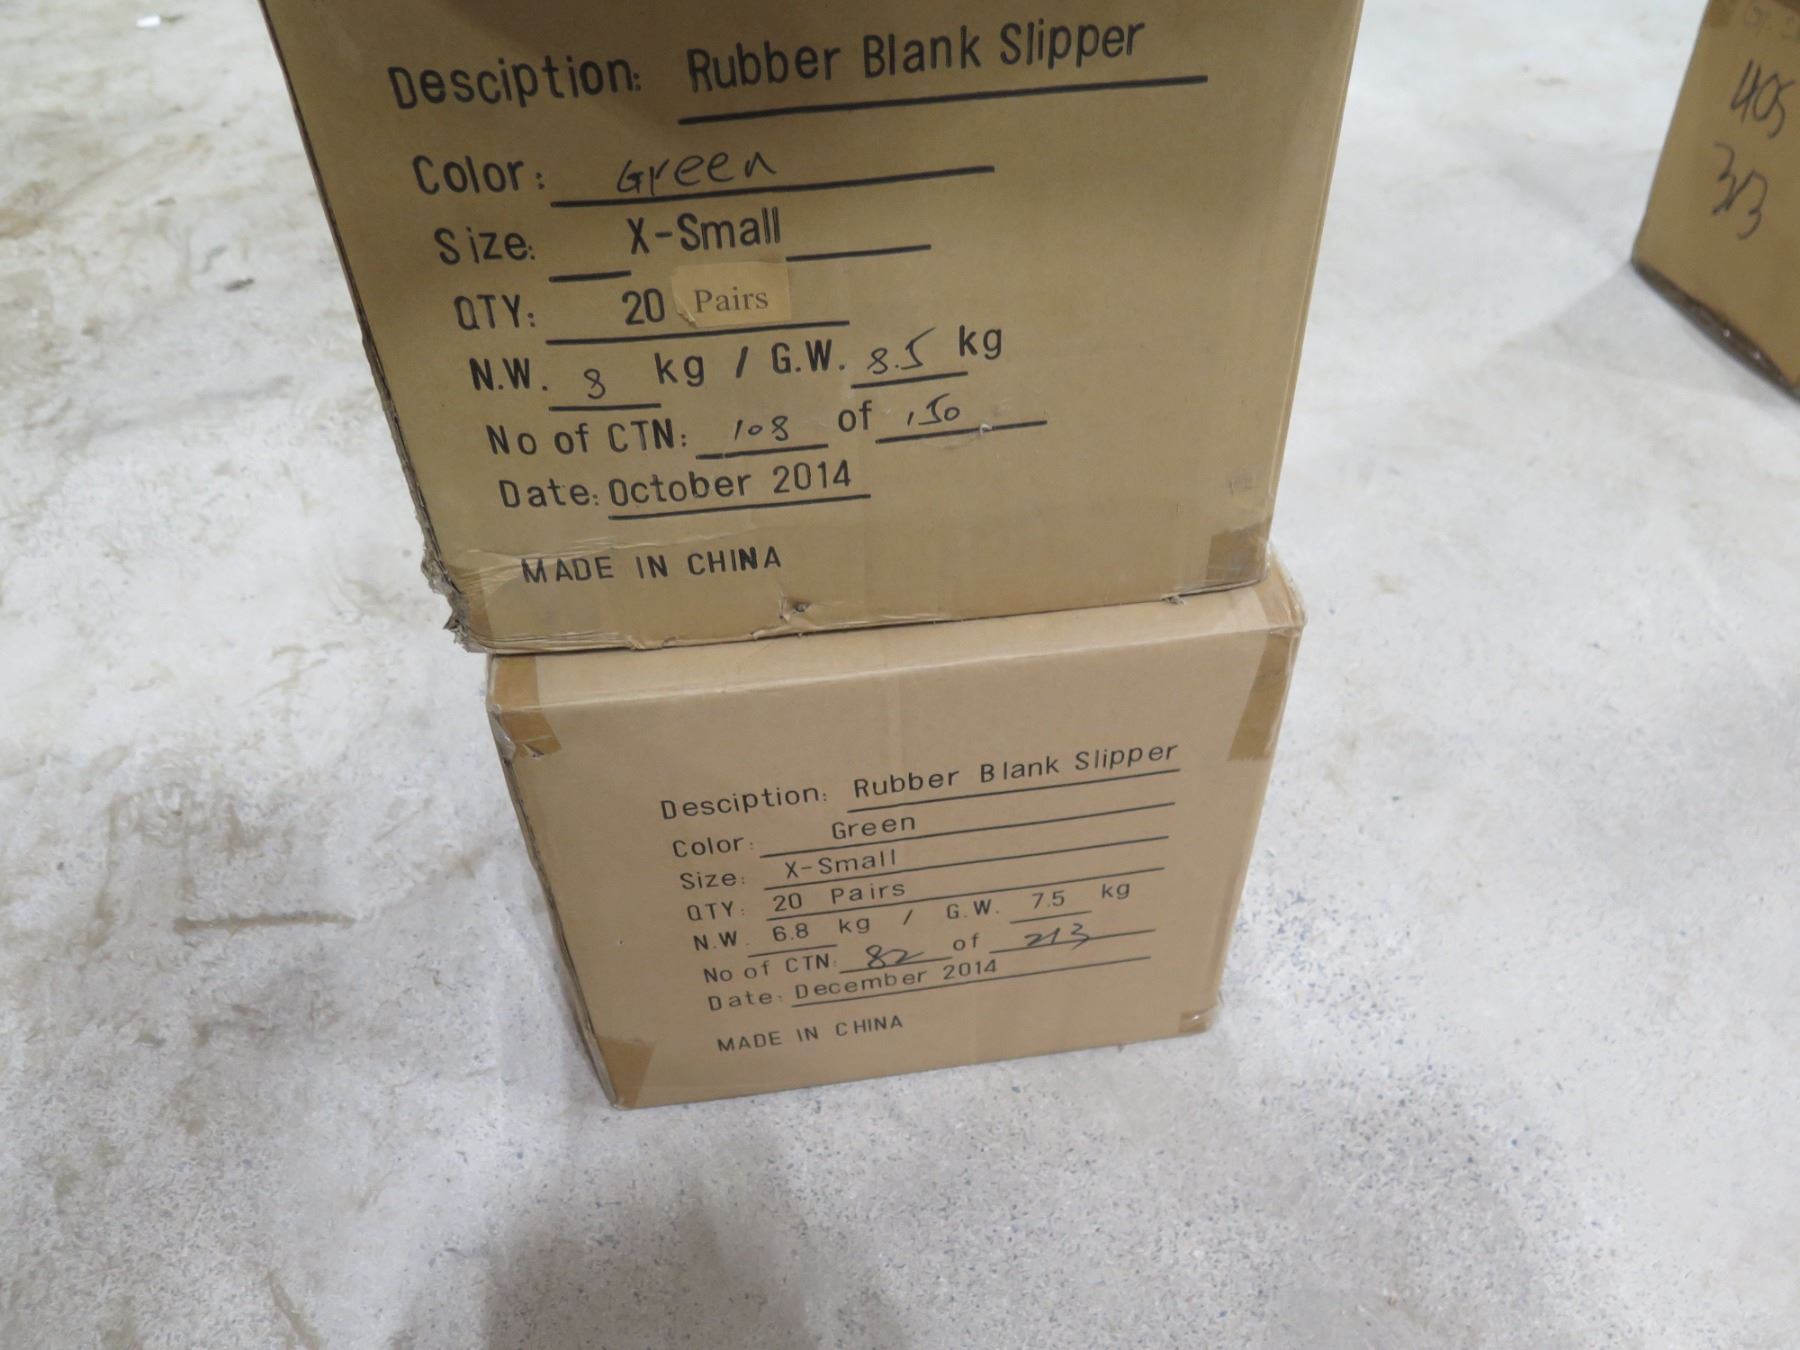 Desciption: Rubber Blank Slipper
Color: Green
Size: X-Small
QTY: 20 Pairs
N.W. 8 kg / G.W. 8.5 kg
No of CTN: 108 of 150
Date: October 2014
MADE IN CHINA
Desciption: Rubber Blank Slipper
Color: Green
Size: X-Small
QTY: 20 Pairs
N.W. 6.8 kg / G.W. 7.5 kg
No of CTN: 82 of 213
Date: December 2014
MADE IN CHINA
405
313